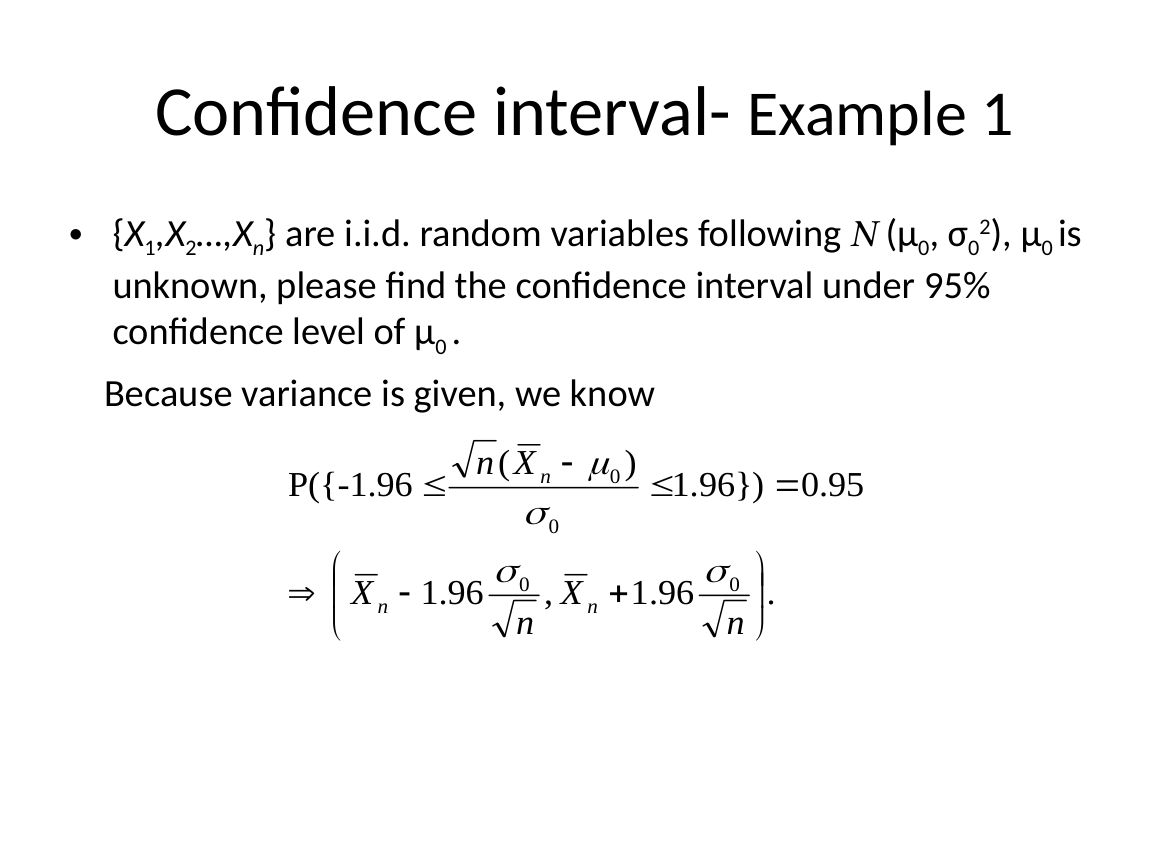 Confidence interval- Example 1
• {X₁,X₂…,Xₙ} are i.i.d. random variables following N (μ₀, σ₀²), μ₀ is
unknown, please find the confidence interval under 95%
confidence level of μ₀ .
Because variance is given, we know
P({-1.96 ≤ √n(X̅ₙ - μ₀) / σ₀ ≤1.96}) =0.95
⇒ ( X̅ₙ - 1.96 σ₀/√n , X̅ₙ +1.96 σ₀/√n ).